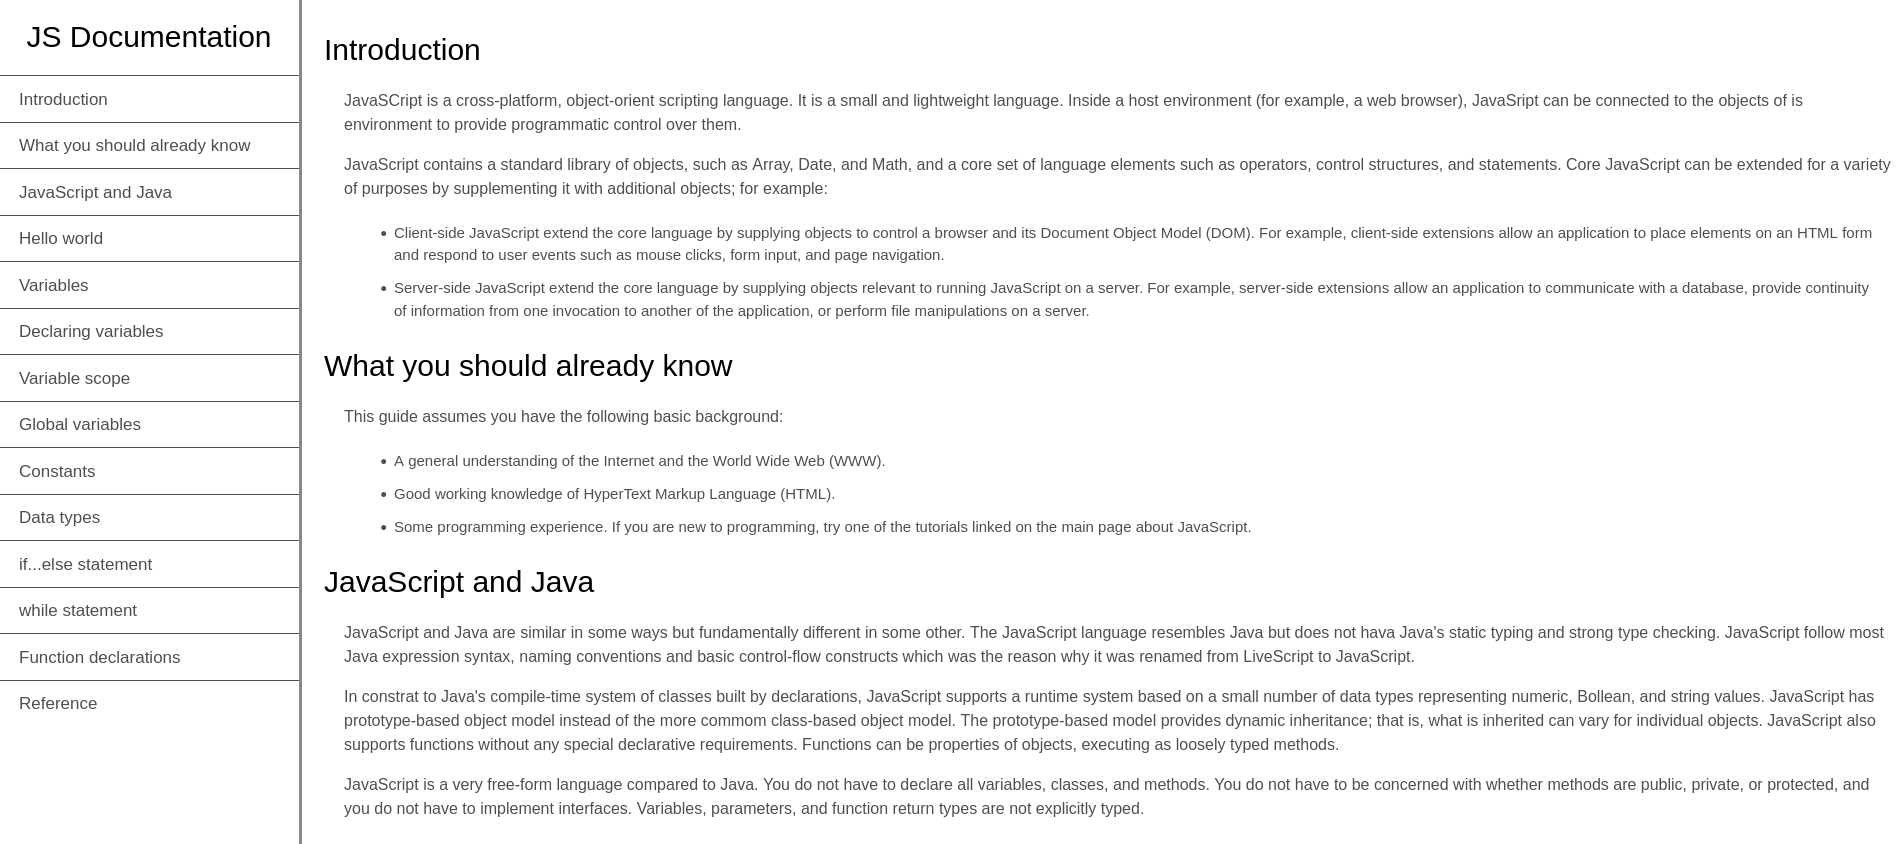 JS Documentation
Introduction
What you should already know
JavaScript and Java
Hello world
Variables
Declaring variables
Variable scope
Global variables
Constants
Data types
if...else statement
while statement
Function declarations
Reference
Introduction
JavaSCript is a cross-platform, object-orient scripting language. It is a small and lightweight language. Inside a host environment (for example, a web browser), JavaSript can be connected to the objects of is
environment to provide programmatic control over them.
JavaScript contains a standard library of objects, such as Array, Date, and Math, and a core set of language elements such as operators, control structures, and statements. Core JavaScript can be extended for a variety
of purposes by supplementing it with additional objects; for example:
• Client-side JavaScript extend the core language by supplying objects to control a browser and its Document Object Model (DOM). For example, client-side extensions allow an application to place elements on an HTML form
and respond to user events such as mouse clicks, form input, and page navigation.
• Server-side JavaScript extend the core language by supplying objects relevant to running JavaScript on a server. For example, server-side extensions allow an application to communicate with a database, provide continuity
of information from one invocation to another of the application, or perform file manipulations on a server.
What you should already know
This guide assumes you have the following basic background:
• A general understanding of the Internet and the World Wide Web (WWW).
• Good working knowledge of HyperText Markup Language (HTML).
• Some programming experience. If you are new to programming, try one of the tutorials linked on the main page about JavaScript.
JavaScript and Java
JavaScript and Java are similar in some ways but fundamentally different in some other. The JavaScript language resembles Java but does not hava Java's static typing and strong type checking. JavaScript follow most
Java expression syntax, naming conventions and basic control-flow constructs which was the reason why it was renamed from LiveScript to JavaScript.
In constrat to Java's compile-time system of classes built by declarations, JavaScript supports a runtime system based on a small number of data types representing numeric, Bollean, and string values. JavaScript has
prototype-based object model instead of the more commom class-based object model. The prototype-based model provides dynamic inheritance; that is, what is inherited can vary for individual objects. JavaScript also
supports functions without any special declarative requirements. Functions can be properties of objects, executing as loosely typed methods.
JavaScript is a very free-form language compared to Java. You do not have to declare all variables, classes, and methods. You do not have to be concerned with whether methods are public, private, or protected, and
you do not have to implement interfaces. Variables, parameters, and function return types are not explicitly typed.